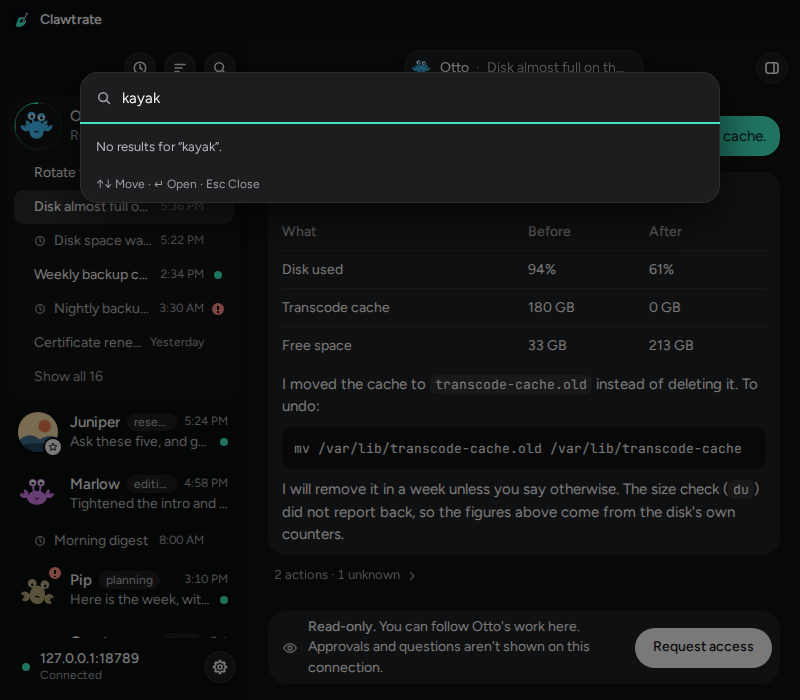 Clawtrate
Otto · Disk almost full on th…
kayak
No results for “kayak”.
↑↓ Move · ↵ Open · Esc Close
cache.
Rotate
Disk almost full o… 5:36 PM
Disk space wa… 5:22 PM
Weekly backup c… 2:34 PM
Nightly backu… 3:30 AM
Certificate rene… Yesterday
Show all 16
Juniper rese… 5:24 PM
Ask these five, and g…
Marlow editi… 4:58 PM
Tightened the intro and …
Morning digest 8:00 AM
Pip planning 3:10 PM
Here is the week, wit…
127.0.0.1:18789
Connected
What Before After
Disk used 94% 61%
Transcode cache 180 GB 0 GB
Free space 33 GB 213 GB
I moved the cache to transcode-cache.old instead of deleting it. To
undo:
mv /var/lib/transcode-cache.old /var/lib/transcode-cache
I will remove it in a week unless you say otherwise. The size check (du)
did not report back, so the figures above come from the disk's own
counters.
2 actions · 1 unknown
Read-only. You can follow Otto's work here.
Approvals and questions aren't shown on this
connection.
Request access